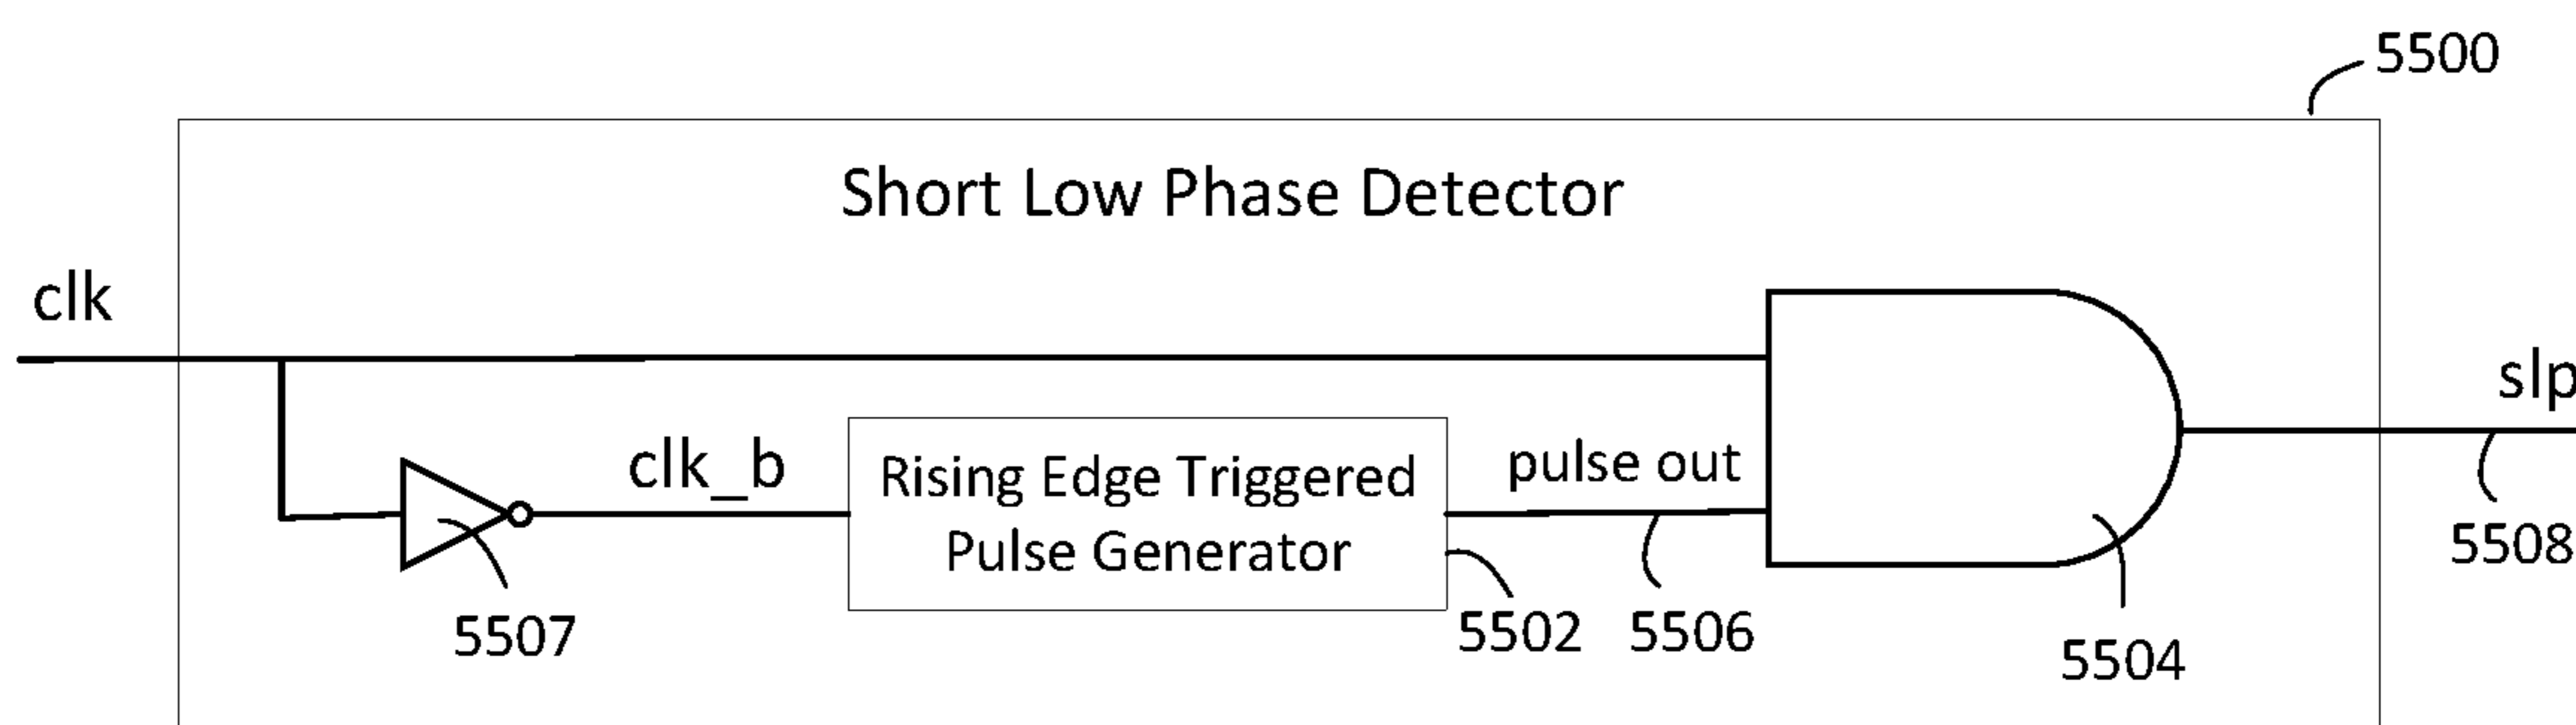 5500
Short Low Phase Detector
clk
slp
clk_b
pulse out
Rising Edge Triggered
Pulse Generator
5508
5507
5502
5506
5504